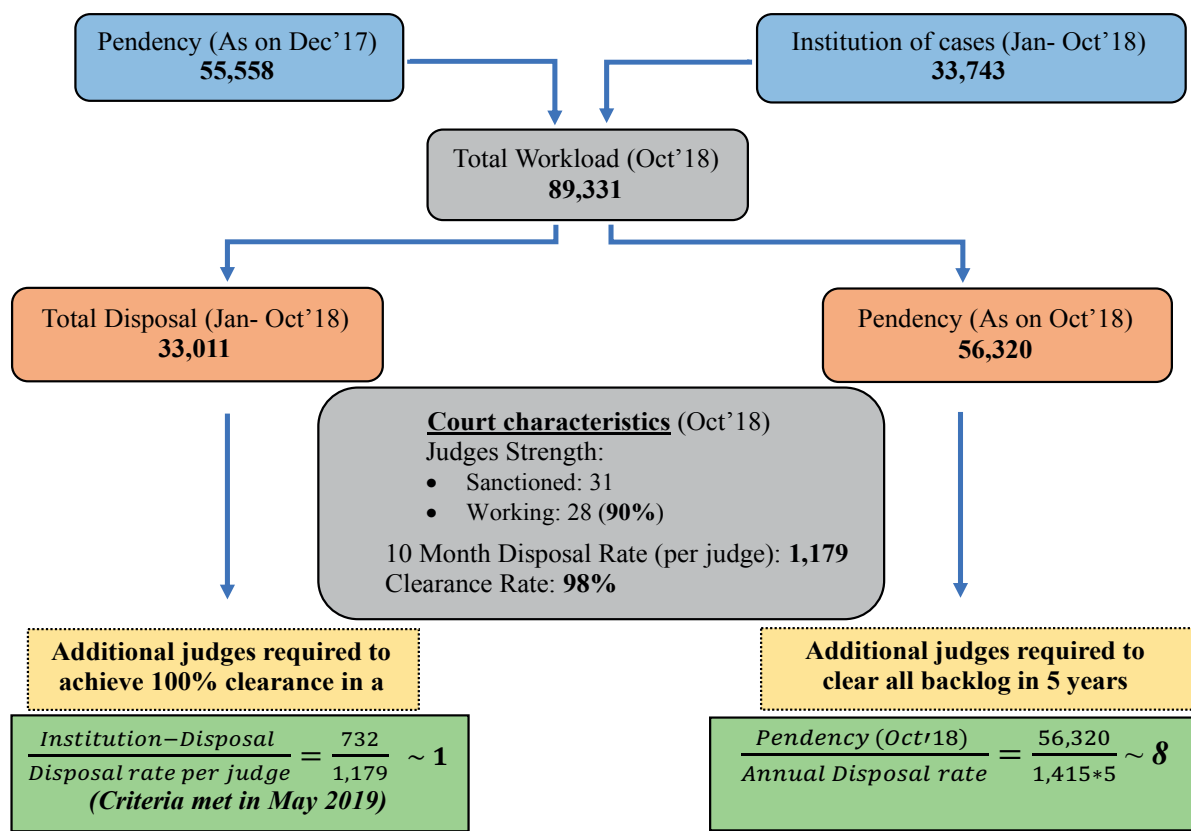 Pendency (As on Dec’17)
55,558
Institution of cases (Jan- Oct’18)
33,743
Total Workload (Oct’18)
89,331
Total Disposal (Jan- Oct’18)
33,011
Pendency (As on Oct’18)
56,320
Court characteristics (Oct’18)
Judges Strength:
• Sanctioned: 31
• Working: 28 (90%)
10 Month Disposal Rate (per judge): 1,179
Clearance Rate: 98%
Additional judges required to
achieve 100% clearance in a
Institution−Disposal / Disposal rate per judge = 732 / 1,179 ~ 1
(Criteria met in May 2019)
Additional judges required to
clear all backlog in 5 years
Pendency (Oct′18) / Annual Disposal rate = 56,320 / 1,415*5 ~ 8